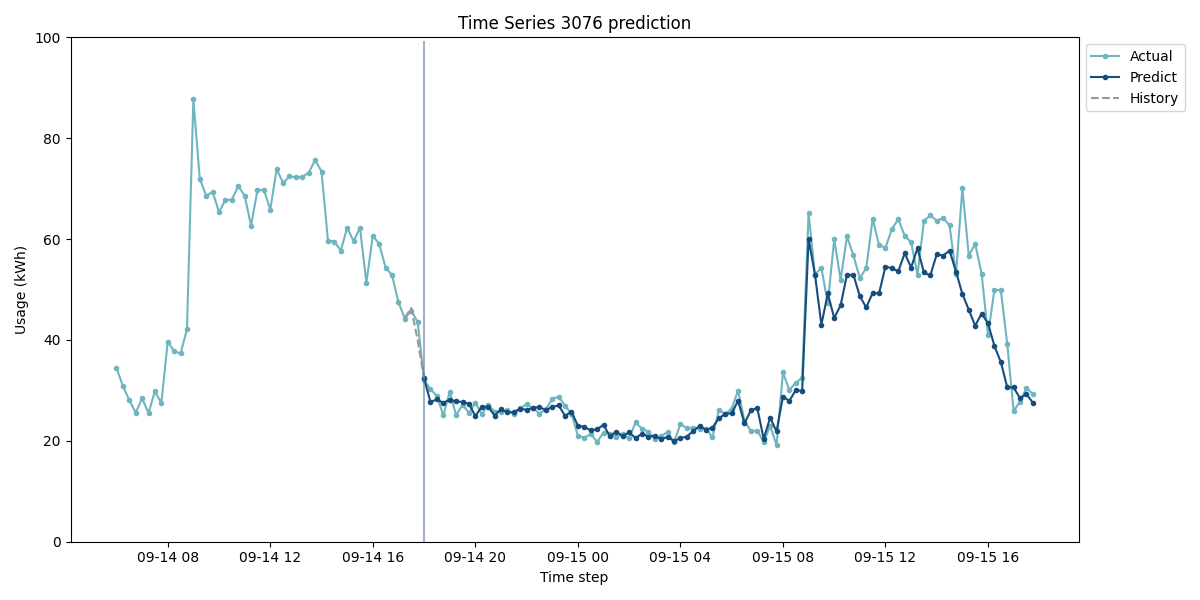 Time Series 3076 prediction
Usage (kWh)
100
80
60
40
20
0
09-14 08
09-14 12
09-14 16
09-14 20
09-15 00
09-15 04
09-15 08
09-15 12
09-15 16
Time step
Actual
Predict
History